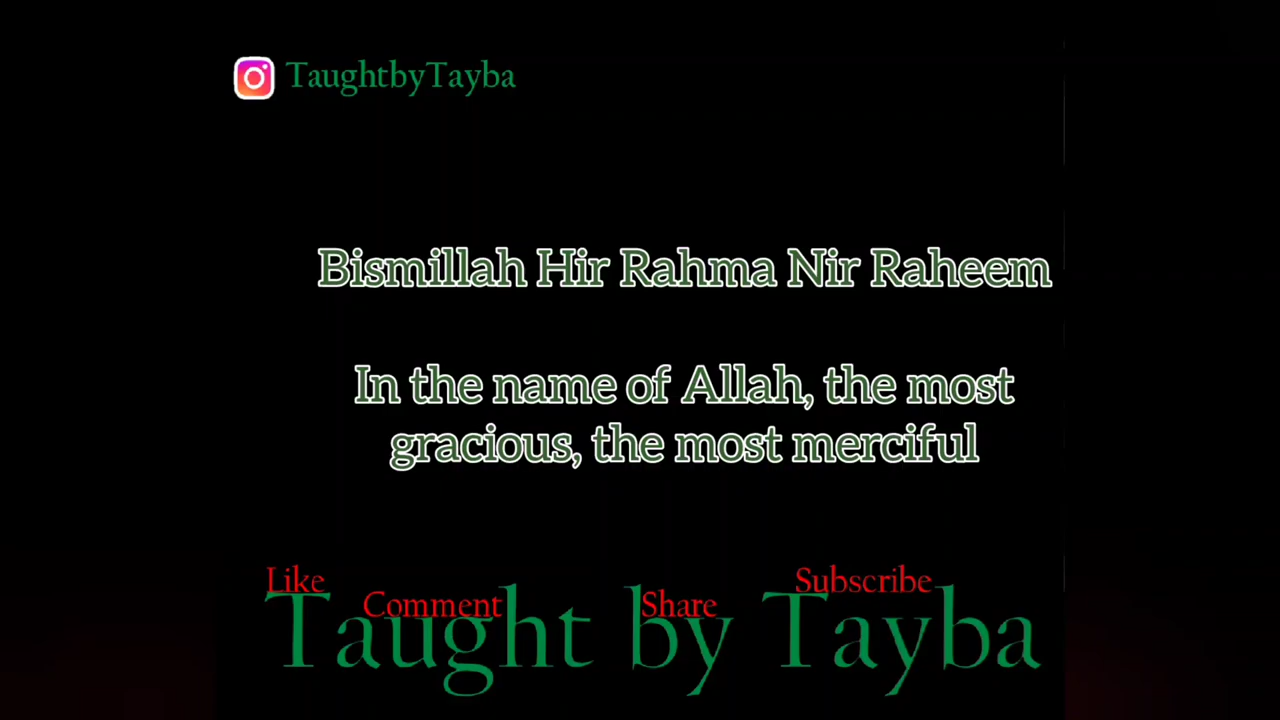 TaughtbyTayba
Bismillah Hir Rahma Nir Raheem
In the name of Allah, the most
gracious, the most merciful
Like
Comment
Share
Subscribe
Taught by Tayba